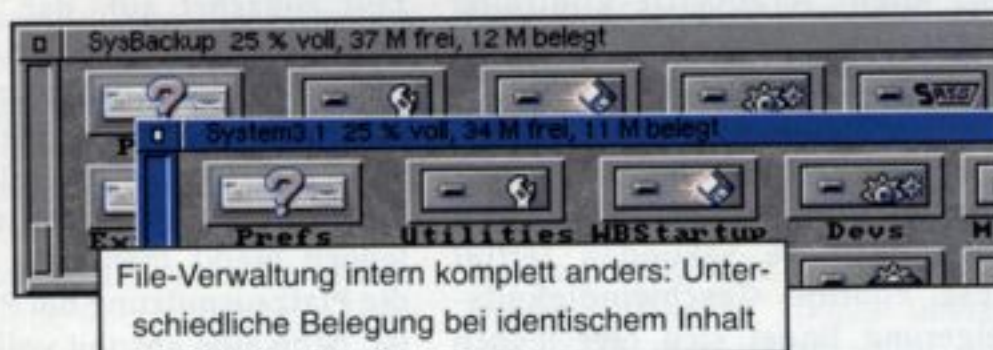 SysBackup 25 % voll, 37 M frei, 12 M belegt
System3.1 25 % voll, 34 M frei, 11 M belegt
P
Ex
Prefs Utilities WBStartup Devs M
File-Verwaltung intern komplett anders: Unter-
schiedliche Belegung bei identischem Inhalt